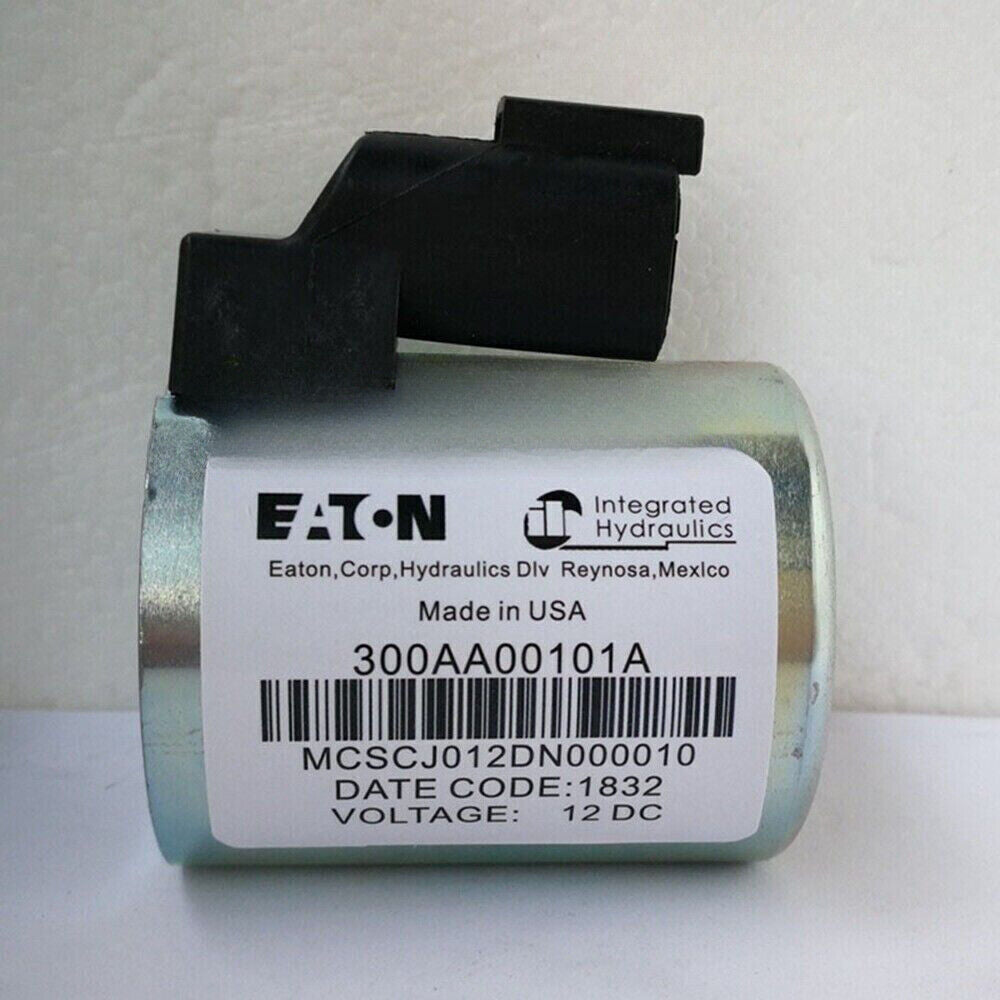 EATON
Integrated
Hydraulics
Eaton,Corp,Hydraulics Dlv Reynosa,Mexlco
Made in USA
300AA00101A
MCSCJ012DN000010
DATE CODE:1832
VOLTAGE: 12 DC